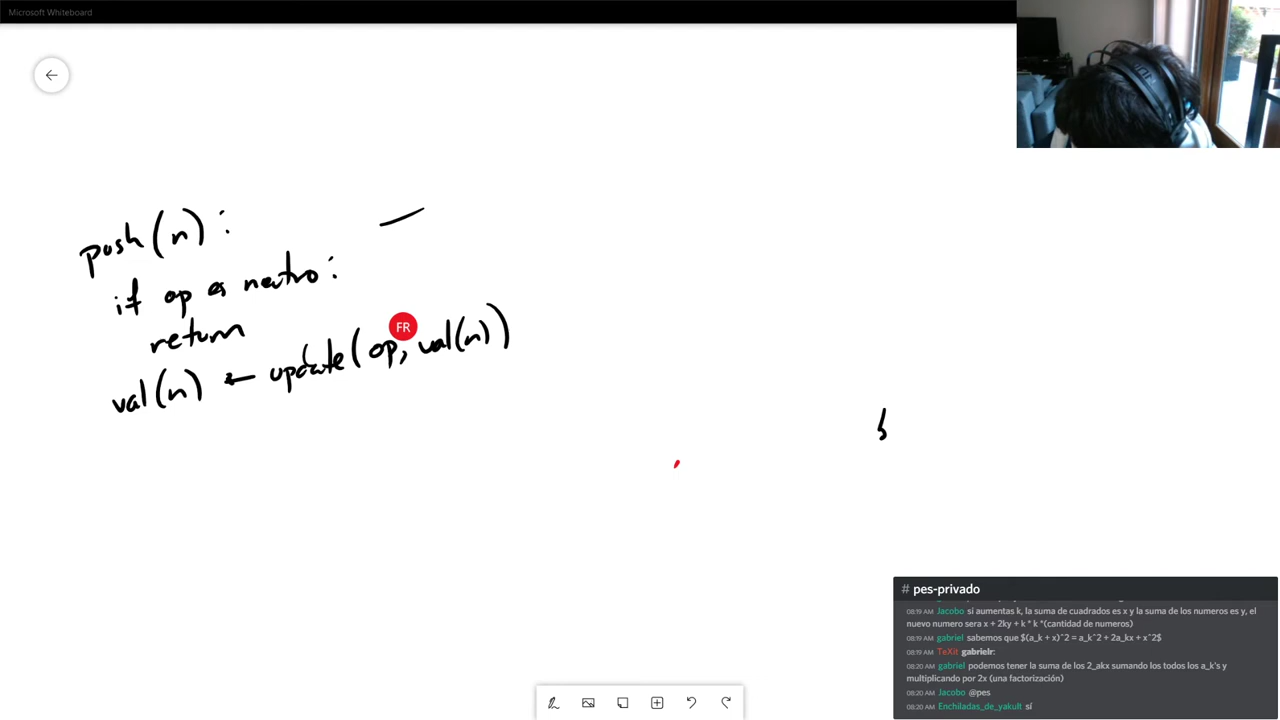 Microsoft Whiteboard
push(n):
if op es neutro:
return
val(n) ← update(op, val(n))
FR
# pes-privado
08:19 AM Jacobo si aumentas k, la suma de cuadrados es x y la suma de los numeros es y, el
nuevo numero sera x + 2ky + k * k *(cantidad de numeros)
08:19 AM gabriel sabemos que $(a_k + x)^2 = a_k^2 + 2a_kx + x^2$
08:19 AM TeXit gabrielr:
08:20 AM gabriel podemos tener la suma de los 2_akx sumando los todos los a_k's y
multiplicando por 2x (una factorización)
08:20 AM Jacobo @pes
08:20 AM Enchiladas_de_yakult sí